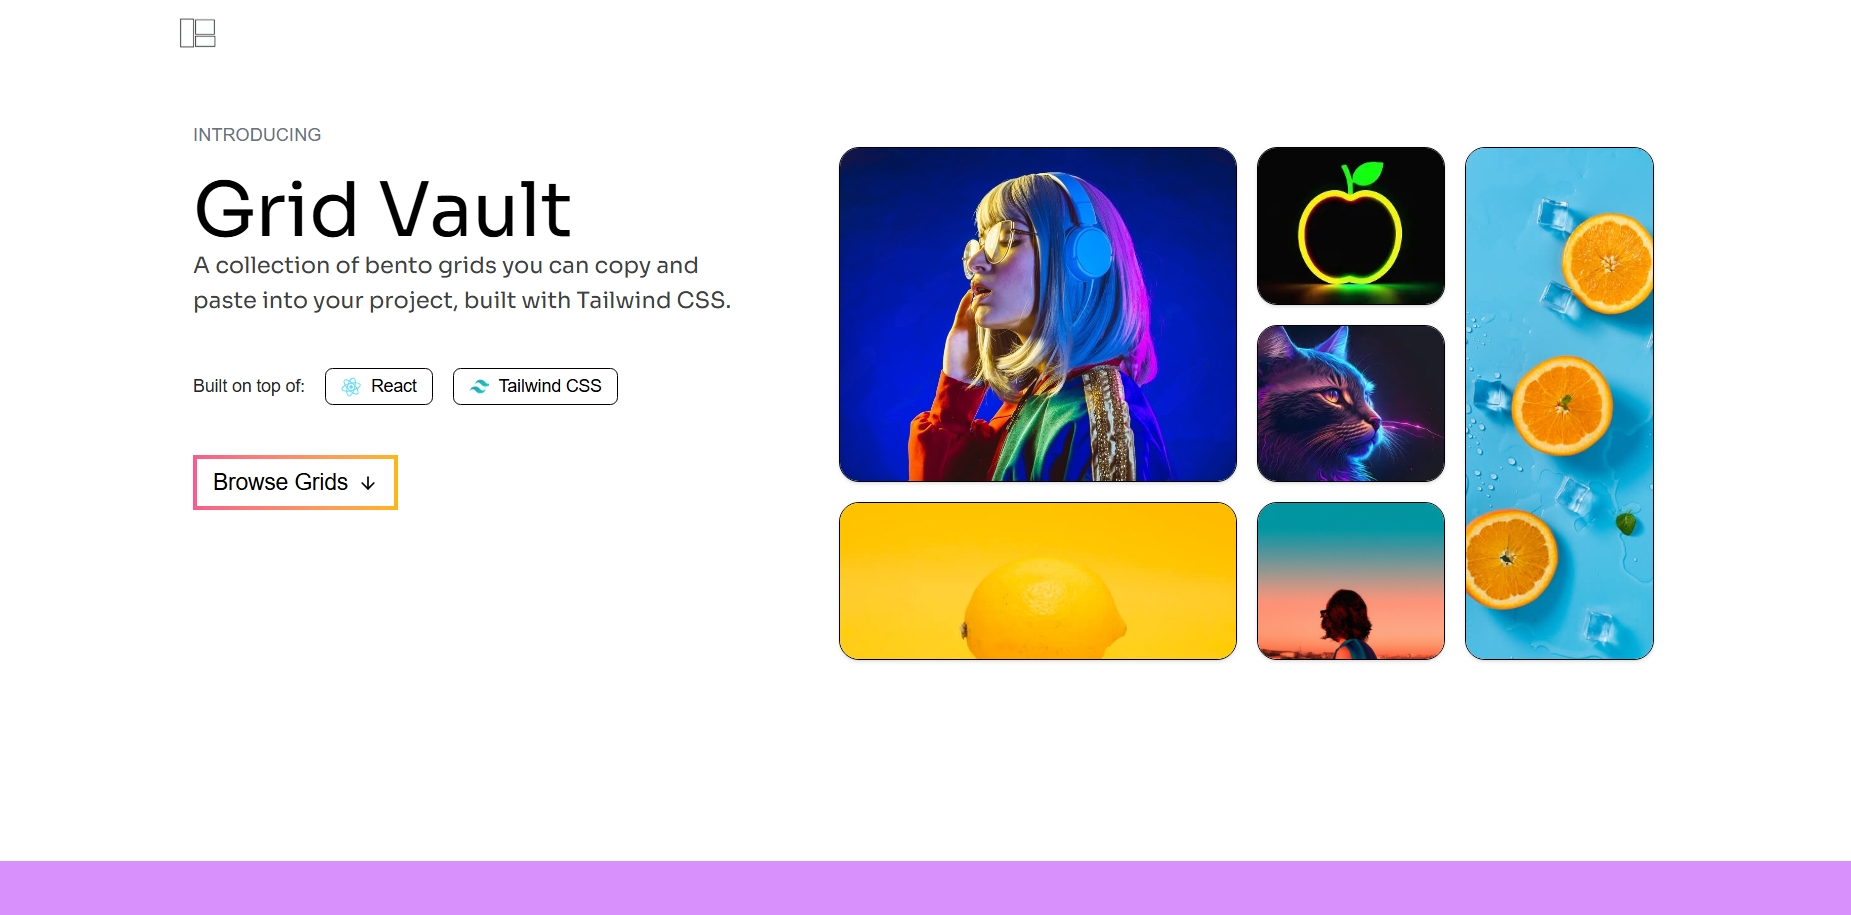 INTRODUCING
Grid Vault
A collection of bento grids you can copy and
paste into your project, built with Tailwind CSS.
Built on top of: React Tailwind CSS
Browse Grids ↓